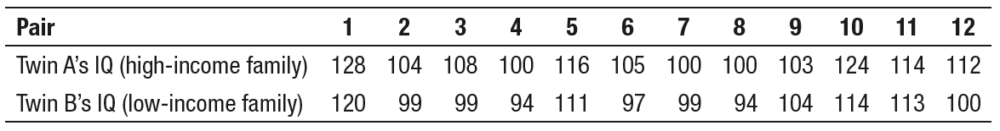 Pair 1 2 3 4 5 6 7 8 9 10 11 12
Twin A’s IQ (high-income family) 128 104 108 100 116 105 100 100 103 124 114 112
Twin B’s IQ (low-income family) 120 99 99 94 111 97 99 94 104 114 113 100